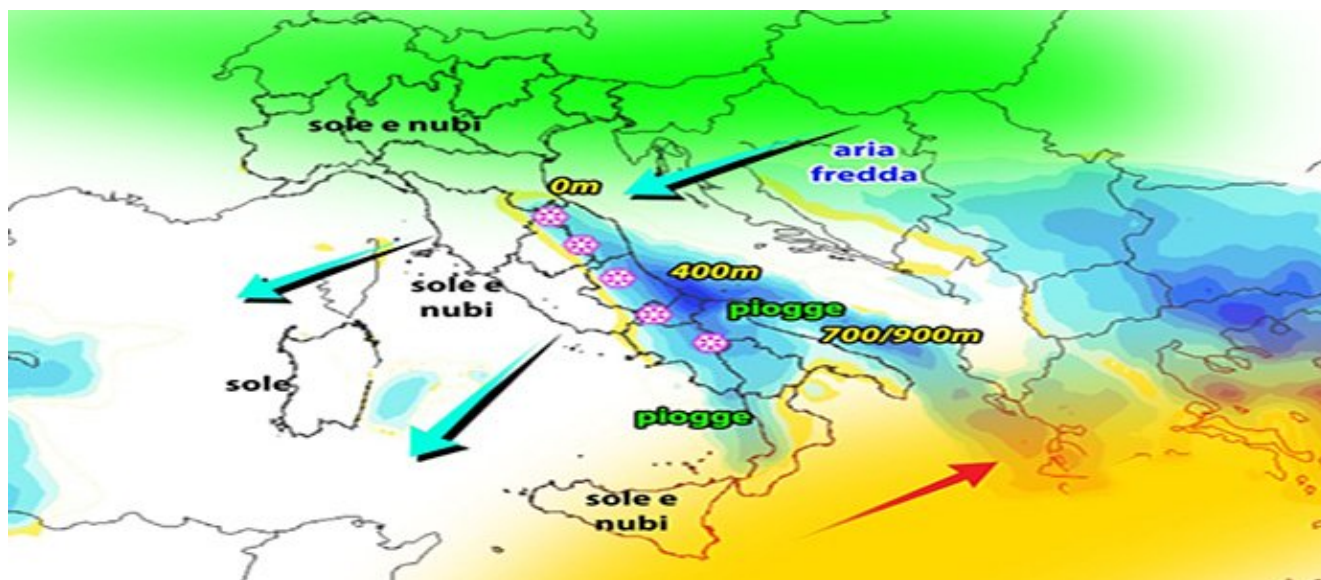 sole e nubi
aria
fredda
0m
400m
sole e
nubi
piogge
700/900m
sole
piogge
sole e
nubi